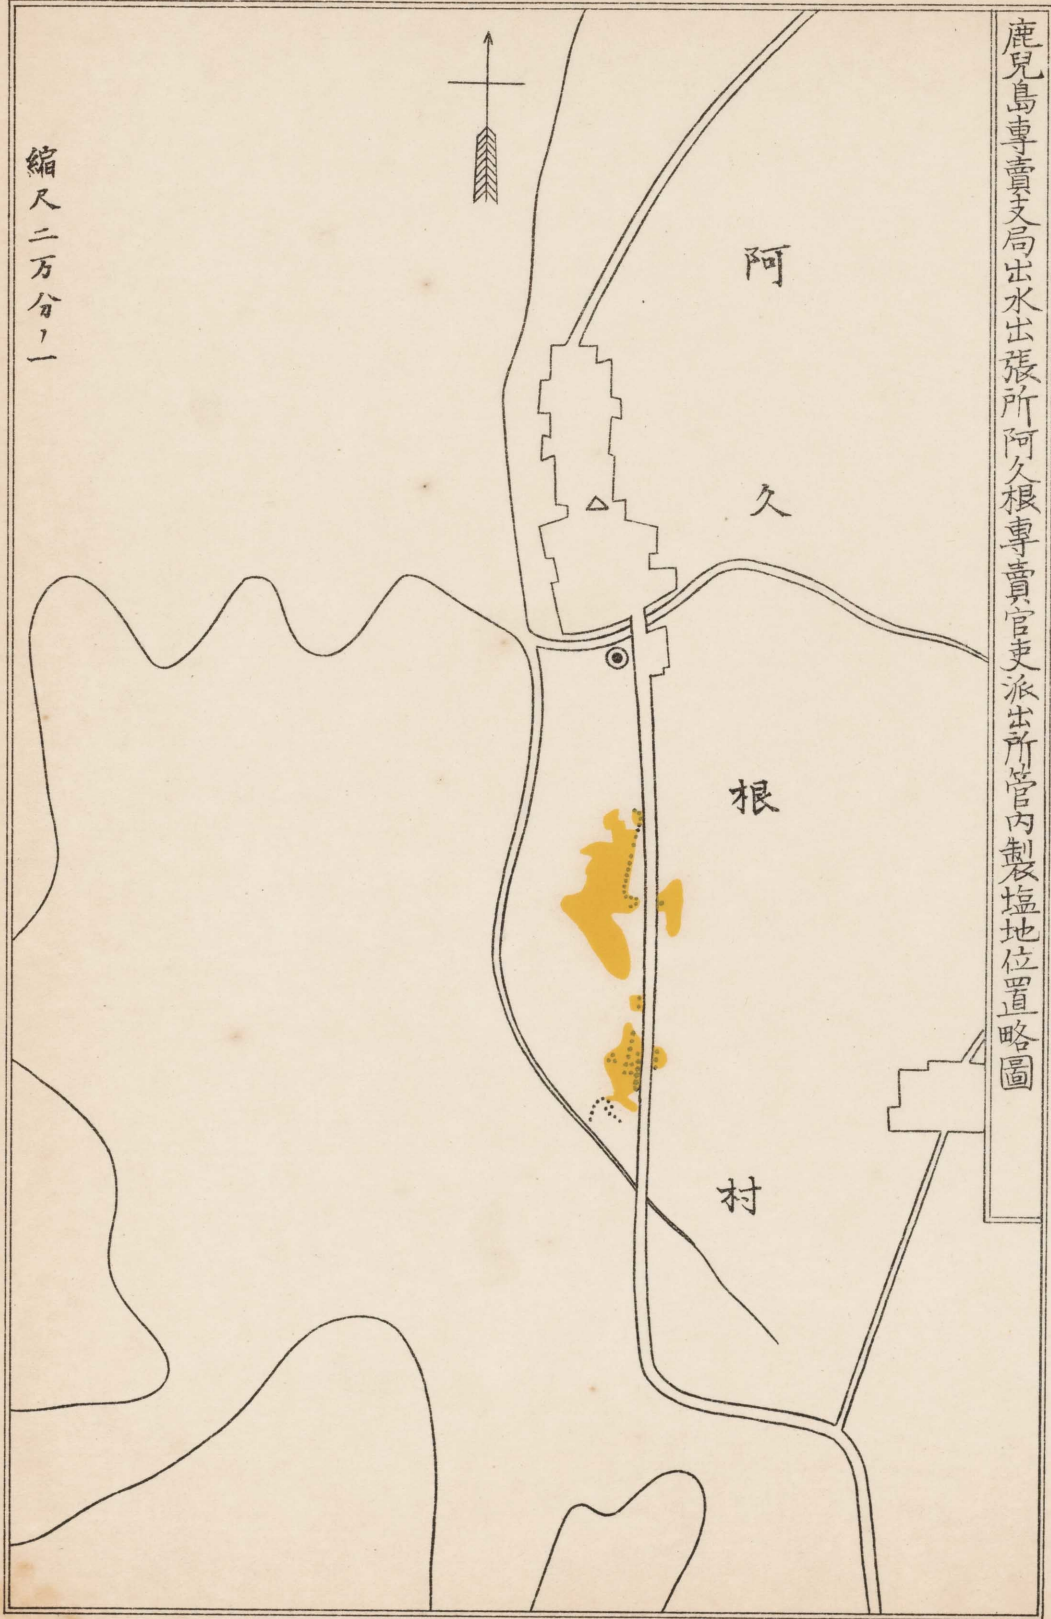 鹿兒島專賣支局出水出張所阿久根專賣官吏派出所管内製塩地位置略圖
阿久根村
縮尺二万分ノ一